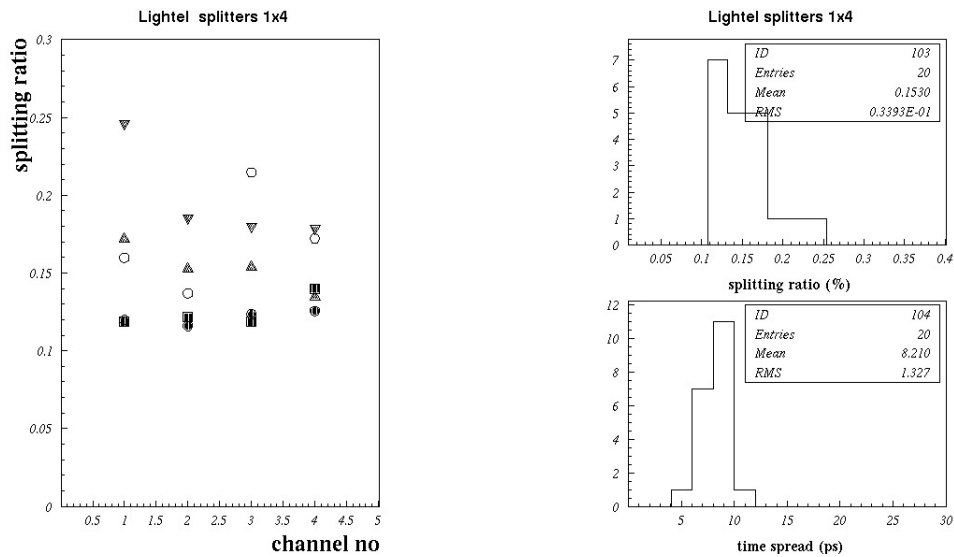 Lightel splitters 1x4
splitting ratio
0.3
0.25
0.2
0.15
0.1
0.05
0
0.5 1 1.5 2 2.5 3 3.5 4 4.5 5
channel no
Lightel splitters 1x4
7
6
5
4
3
2
1
0
ID 103
Entries 20
Mean 0.1530
RMS 0.3393E-01
0.05 0.1 0.15 0.2 0.25 0.3 0.35 0.4
splitting ratio (%)
12
10
8
6
4
2
0
ID 104
Entries 20
Mean 8.210
RMS 1.327
5 10 15 20 25 30
time spread (ps)